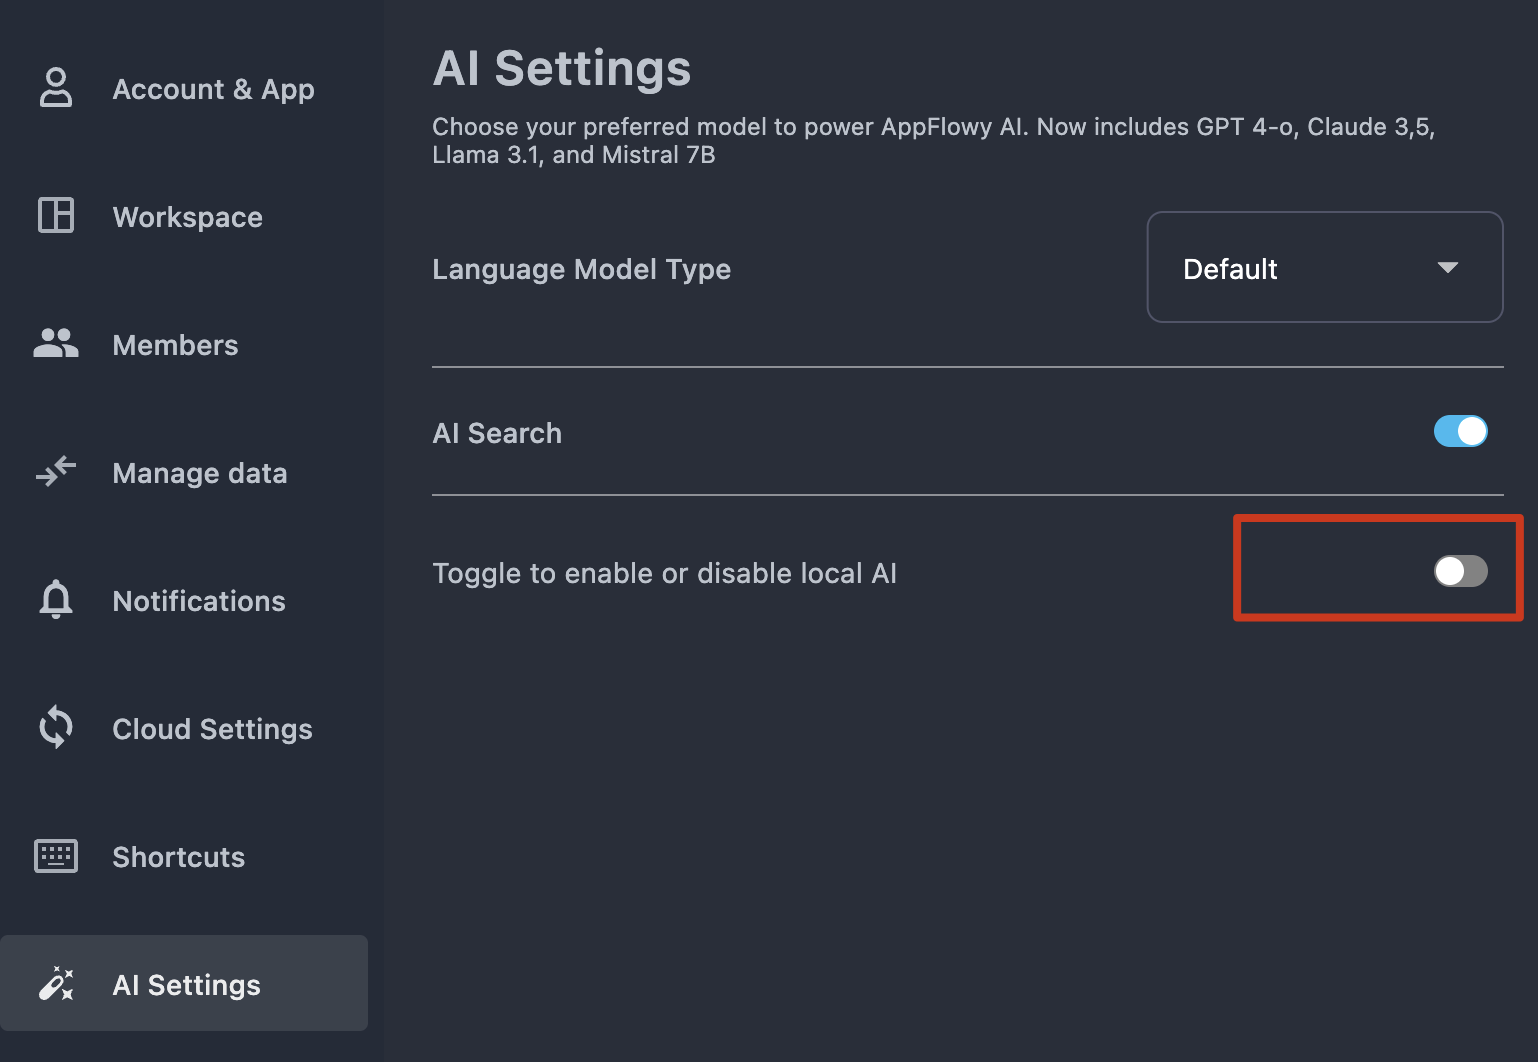 Account & App
Workspace
Members
Manage data
Notifications
Cloud Settings
Shortcuts
AI Settings
AI Settings
Choose your preferred model to power AppFlowy AI. Now includes GPT 4-o, Claude 3,5,
Llama 3.1, and Mistral 7B
Language Model Type
Default
AI Search
Toggle to enable or disable local AI